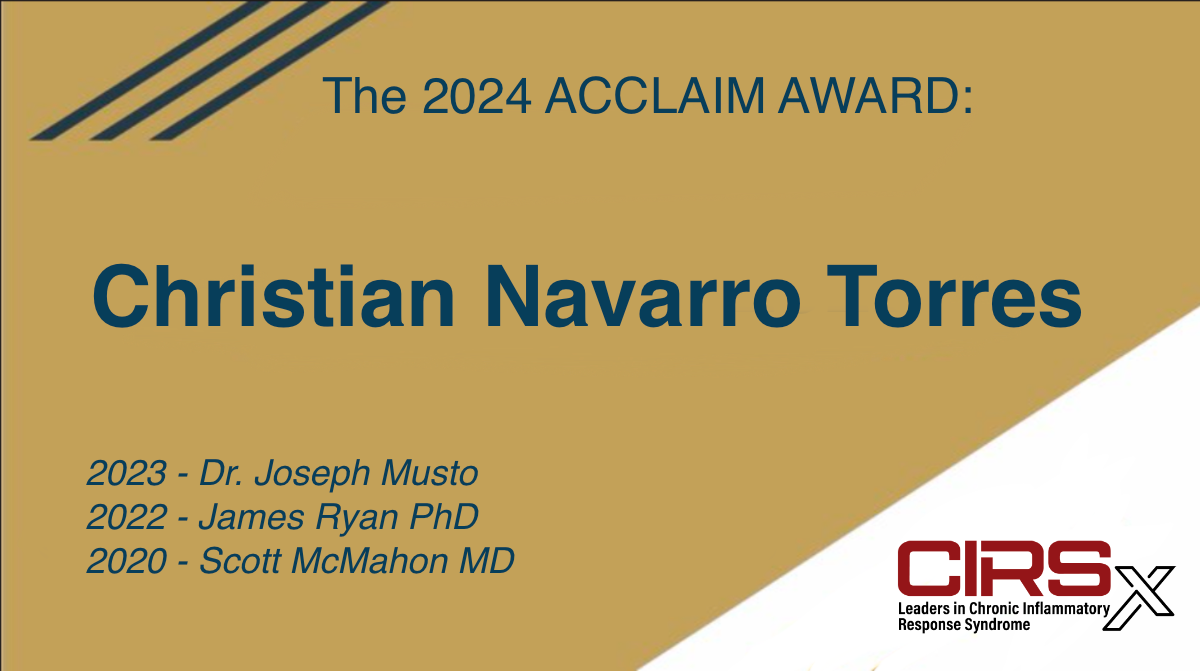 The 2024 ACCLAIM AWARD:
Christian Navarro Torres
2023 - Dr. Joseph Musto
2022 - James Ryan PhD
2020 - Scott McMahon MD
CIRSX
Leaders in Chronic Inflammatory
Response Syndrome